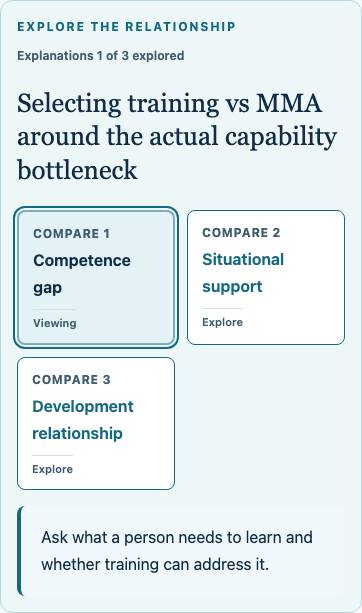 EXPLORE THE RELATIONSHIP
Explanations 1 of 3 explored
Selecting training vs MMA
around the actual capability
bottleneck
COMPARE 1
Competence
gap
Viewing
COMPARE 2
Situational
support
Explore
COMPARE 3
Development
relationship
Explore
Ask what a person needs to learn and
whether training can address it.